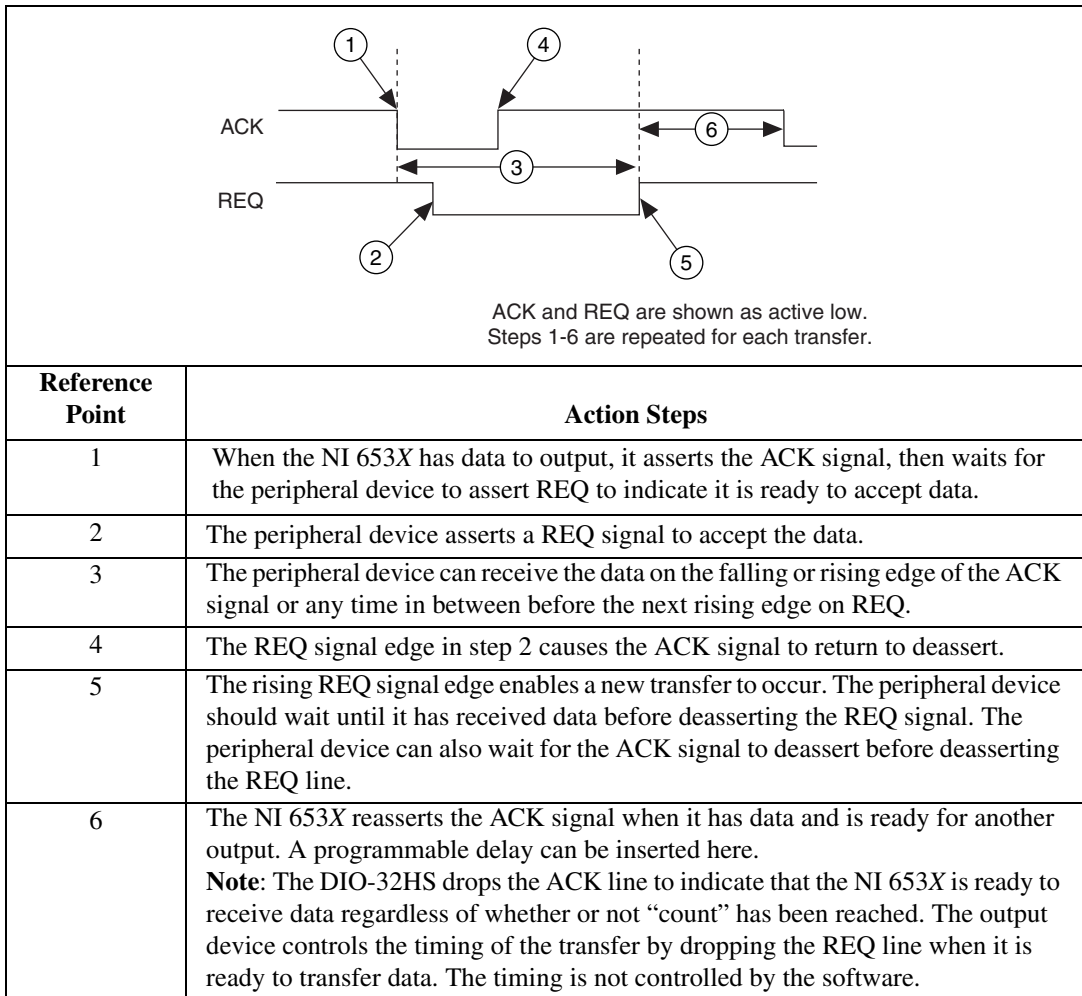 1
4
ACK
6
3
REQ
2
5
ACK and REQ are shown as active low.
Steps 1-6 are repeated for each transfer.
Reference
Point
Action Steps
1
When the NI 653X has data to output, it asserts the ACK signal, then waits for
the peripheral device to assert REQ to indicate it is ready to accept data.
2
The peripheral device asserts a REQ signal to accept the data.
3
The peripheral device can receive the data on the falling or rising edge of the ACK
signal or any time in between before the next rising edge on REQ.
4
The REQ signal edge in step 2 causes the ACK signal to return to deassert.
5
The rising REQ signal edge enables a new transfer to occur. The peripheral device
should wait until it has received data before deasserting the REQ signal. The
peripheral device can also wait for the ACK signal to deassert before deasserting
the REQ line.
6
The NI 653X reasserts the ACK signal when it has data and is ready for another
output. A programmable delay can be inserted here.
Note: The DIO-32HS drops the ACK line to indicate that the NI 653X is ready to
receive data regardless of whether or not “count” has been reached. The output
device controls the timing of the transfer by dropping the REQ line when it is
ready to transfer data. The timing is not controlled by the software.